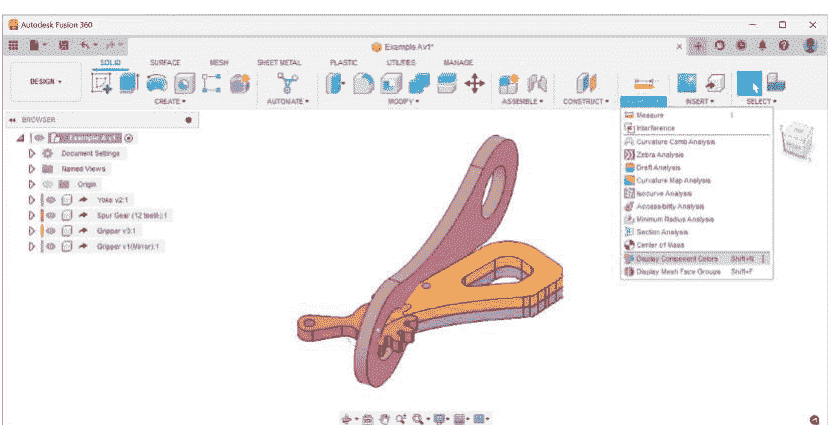 Autodesk Fusion 360
Example Av1*
SOLID SURFACE MESH SHEET METAL PLASTIC UTILITIES MANAGE
DESIGN
CREATE AUTOMATE MODIFY ASSEMBLE CONSTRUCT INSERT SELECT
BROWSER
Example Av1
Document Settings
Named Views
Origin
Yoke v2:1
Spur Gear (12 teeth):1
Gripper v3:1
Gripper v1(Mirror):1
Measure I
Interference
Curvature Comb Analysis
Zebra Analysis
Draft Analysis
Curvature Map Analysis
Isocurve Analysis
Accessibility Analysis
Minimum Radius Analysis
Section Analysis
Center of Mass
Display Component Colors Shift+N
Display Mesh Face Groups Shift+F